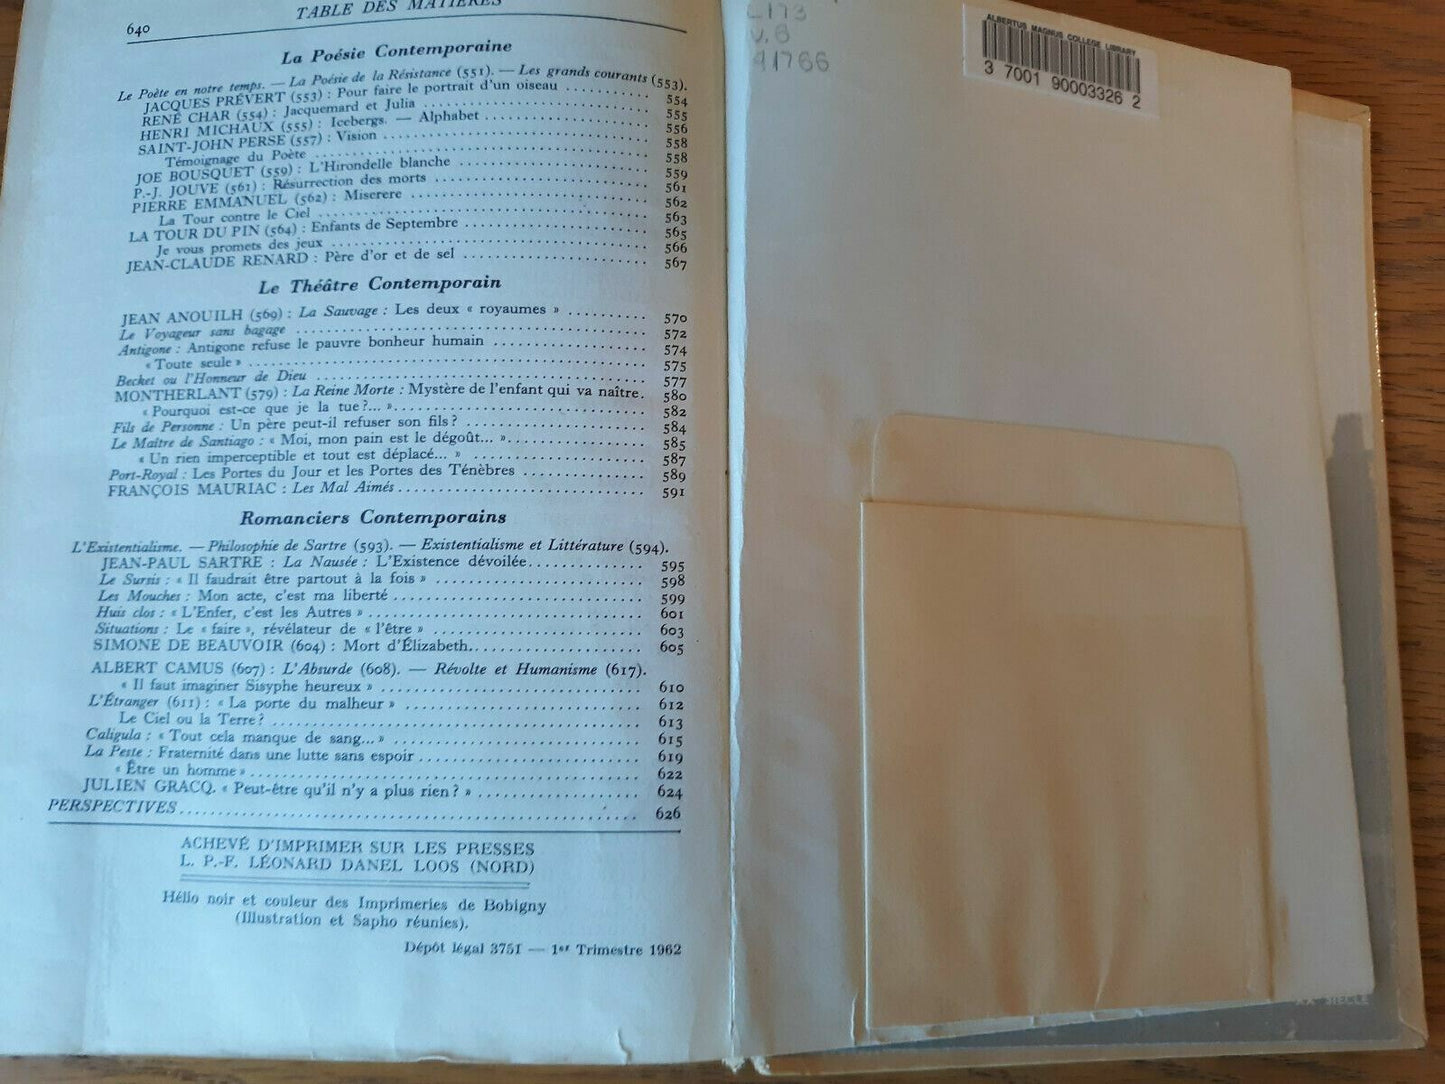 640
TABLE DES MATIÈRES
La Poésie Contemporaine
Le Poète en notre temps. — La Poésie de la Résistance (551). — Les grands courants (553).
JACQUES PRÉVERT (553) : Pour faire le portrait d'un oiseau .......... 554
RENÉ CHAR (554) : Jacquemard et Julia .......... 555
HENRI MICHAUX (555) : Icebergs. — Alphabet .......... 556
SAINT-JOHN PERSE (557) : Vision .......... 558
Témoignage du Poète .......... 558
JOE BOUSQUET (559) : L'Hirondelle blanche .......... 559
P.-J. JOUVE (561) : Résurrection des morts .......... 561
PIERRE EMMANUEL (562) : Miserere .......... 562
La Tour contre le Ciel .......... 563
LA TOUR DU PIN (564) : Enfants de Septembre .......... 565
Je vous promets des jeux .......... 566
JEAN-CLAUDE RENARD : Père d'or et de sel .......... 567
Le Théâtre Contemporain
JEAN ANOUILH (569) : La Sauvage : Les deux « royaumes » .......... 570
Le Voyageur sans bagage .......... 572
Antigone : Antigone refuse le pauvre bonheur humain .......... 574
« Toute seule » .......... 575
Becket ou l'Honneur de Dieu .......... 577
MONTHERLANT (579) : La Reine Morte : Mystère de l'enfant qui va naître. 580
« Pourquoi est-ce que je la tue ?... » .......... 582
Fils de Personne : Un père peut-il refuser son fils ? .......... 584
Le Maître de Santiago : « Moi, mon pain est le dégoût... » .......... 585
« Un rien imperceptible et tout est déplacé... » .......... 587
Port-Royal : Les Portes du Jour et les Portes des Ténèbres .......... 589
FRANÇOIS MAURIAC : Les Mal Aimés .......... 591
Romanciers Contemporains
L'Existentialisme. — Philosophie de Sartre (593). — Existentialisme et Littérature (594).
JEAN-PAUL SARTRE : La Nausée : L'Existence dévoilée .......... 595
Le Sursis : « Il faudrait être partout à la fois » .......... 598
Les Mouches : Mon acte, c'est ma liberté .......... 599
Huis clos : « L'Enfer, c'est les Autres » .......... 601
Situations : Le « faire », révélateur de « l'être » .......... 603
SIMONE DE BEAUVOIR (604) : Mort d'Élizabeth .......... 605
ALBERT CAMUS (607) : L'Absurde (608). — Révolte et Humanisme (617).
« Il faut imaginer Sisyphe heureux » .......... 610
L'Étranger (611) : « La porte du malheur » .......... 612
Le Ciel ou la Terre ? .......... 613
Caligula : « Tout cela manque de sang... » .......... 615
La Peste : Fraternité dans une lutte sans espoir .......... 619
« Être un homme » .......... 622
JULIEN GRACQ. « Peut-être qu'il n'y a plus rien ? » .......... 624
PERSPECTIVES .......... 626
ACHEVÉ D'IMPRIMER SUR LES PRESSES
L. P.-F. LÉONARD DANEL LOOS (NORD)
Hélio noir et couleur des Imprimeries de Bobigny
(Illustration et Sapho réunies).
Dépôt légal 3751 — 1er Trimestre 1962
L173
v.6
91766
ALBERTUS MAGNUS COLLEGE LIBRARY
3 7001 90003326 2
XX SIÈCLE